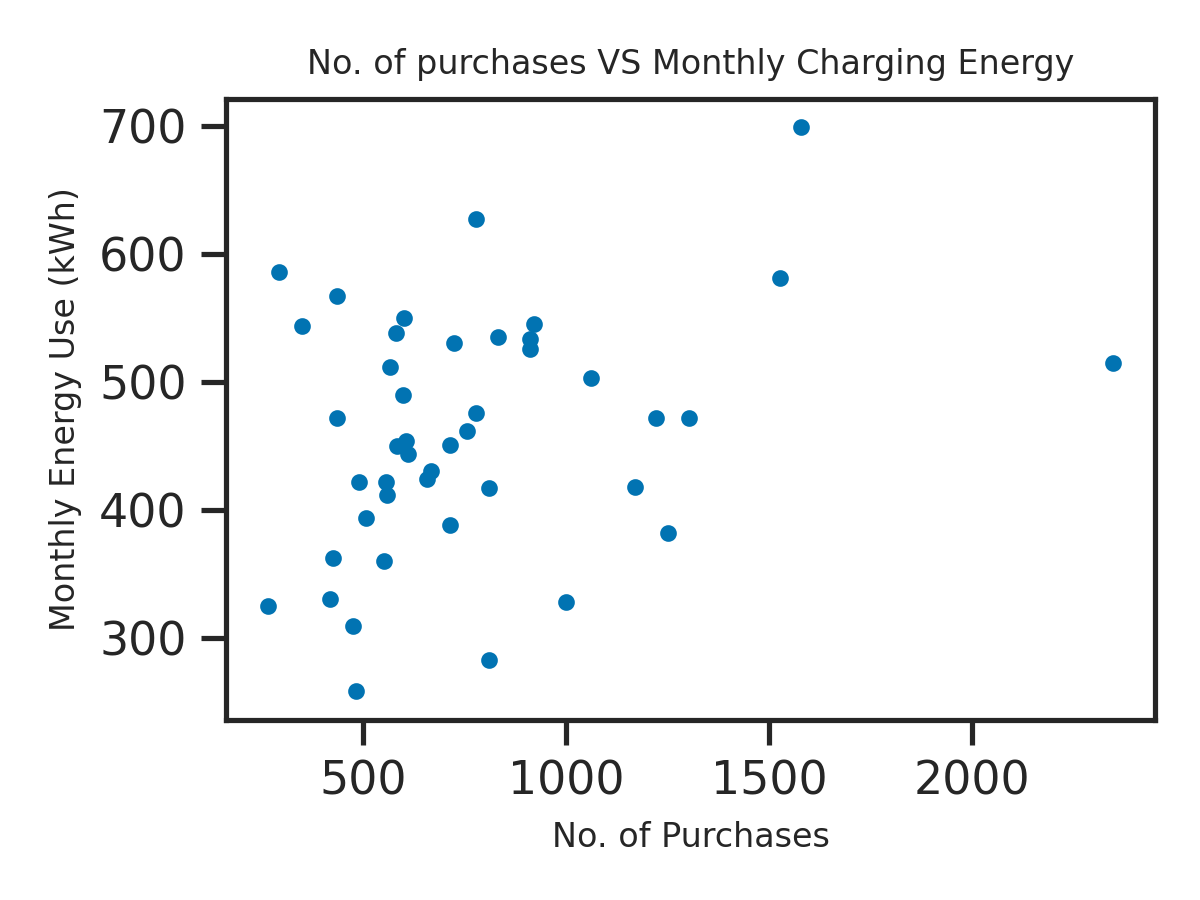 No. of purchases VS Monthly Charging Energy
700
600
500
400
300
Monthly Energy Use (kWh)
500 1000 1500 2000
No. of Purchases